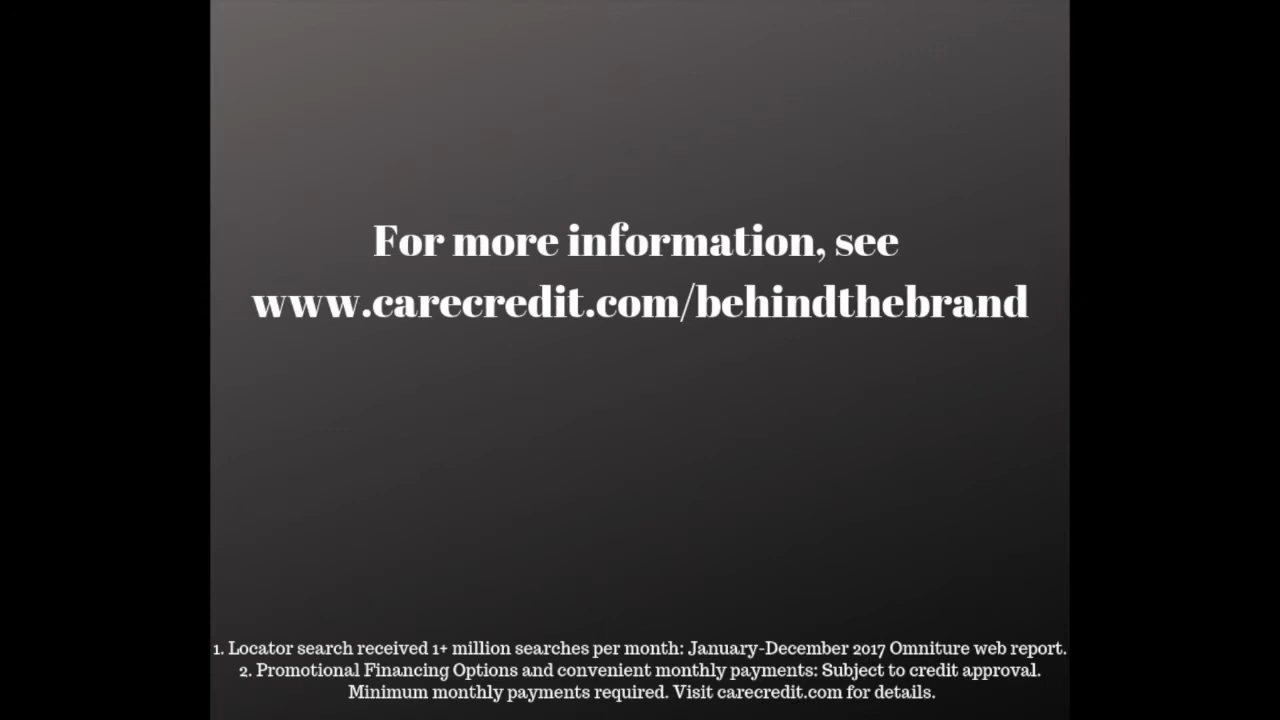 For more information, see
www.carecredit.com/behindthebrand
1. Locator search received 1+ million searches per month: January-December 2017 Omniture web report.
2. Promotional Financing Options and convenient monthly payments: Subject to credit approval.
Minimum monthly payments required. Visit carecredit.com for details.